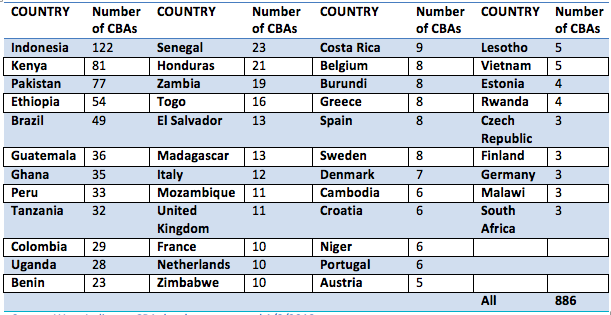 COUNTRY Number COUNTRY Number COUNTRY Number COUNTRY Number
of CBAs of CBAs of CBAs of CBAs
Indonesia 122 Senegal 23 Costa Rica 9 Lesotho 5
Kenya 81 Honduras 21 Belgium 8 Vietnam 5
Pakistan 77 Zambia 19 Burundi 8 Estonia 4
Ethiopia 54 Togo 16 Greece 8 Rwanda 4
Brazil 49 El Salvador 13 Spain 8 Czech 3
Republic
Guatemala 36 Madagascar 13 Sweden 8 Finland 3
Ghana 35 Italy 12 Denmark 7 Germany 3
Peru 33 Mozambique 11 Cambodia 6 Malawi 3
Tanzania 32 United 11 Croatia 6 South 3
Kingdom Africa
Colombia 29 France 10 Niger 6
Uganda 28 Netherlands 10 Portugal 6
Benin 23 Zimbabwe 10 Austria 5
All 886